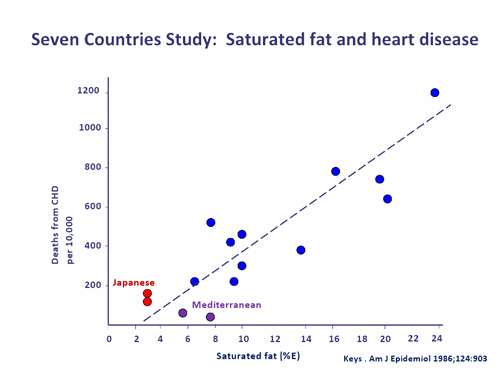 Seven Countries Study: Saturated fat and heart disease
1200
1000
800
600
400
200
Deaths from CHD
per 10,000
Japanese
Mediterranean
0 2 4 6 8 10 12 14 16 18 20 22 24
Saturated fat (%E)
Keys . Am J Epidemiol 1986;124:903